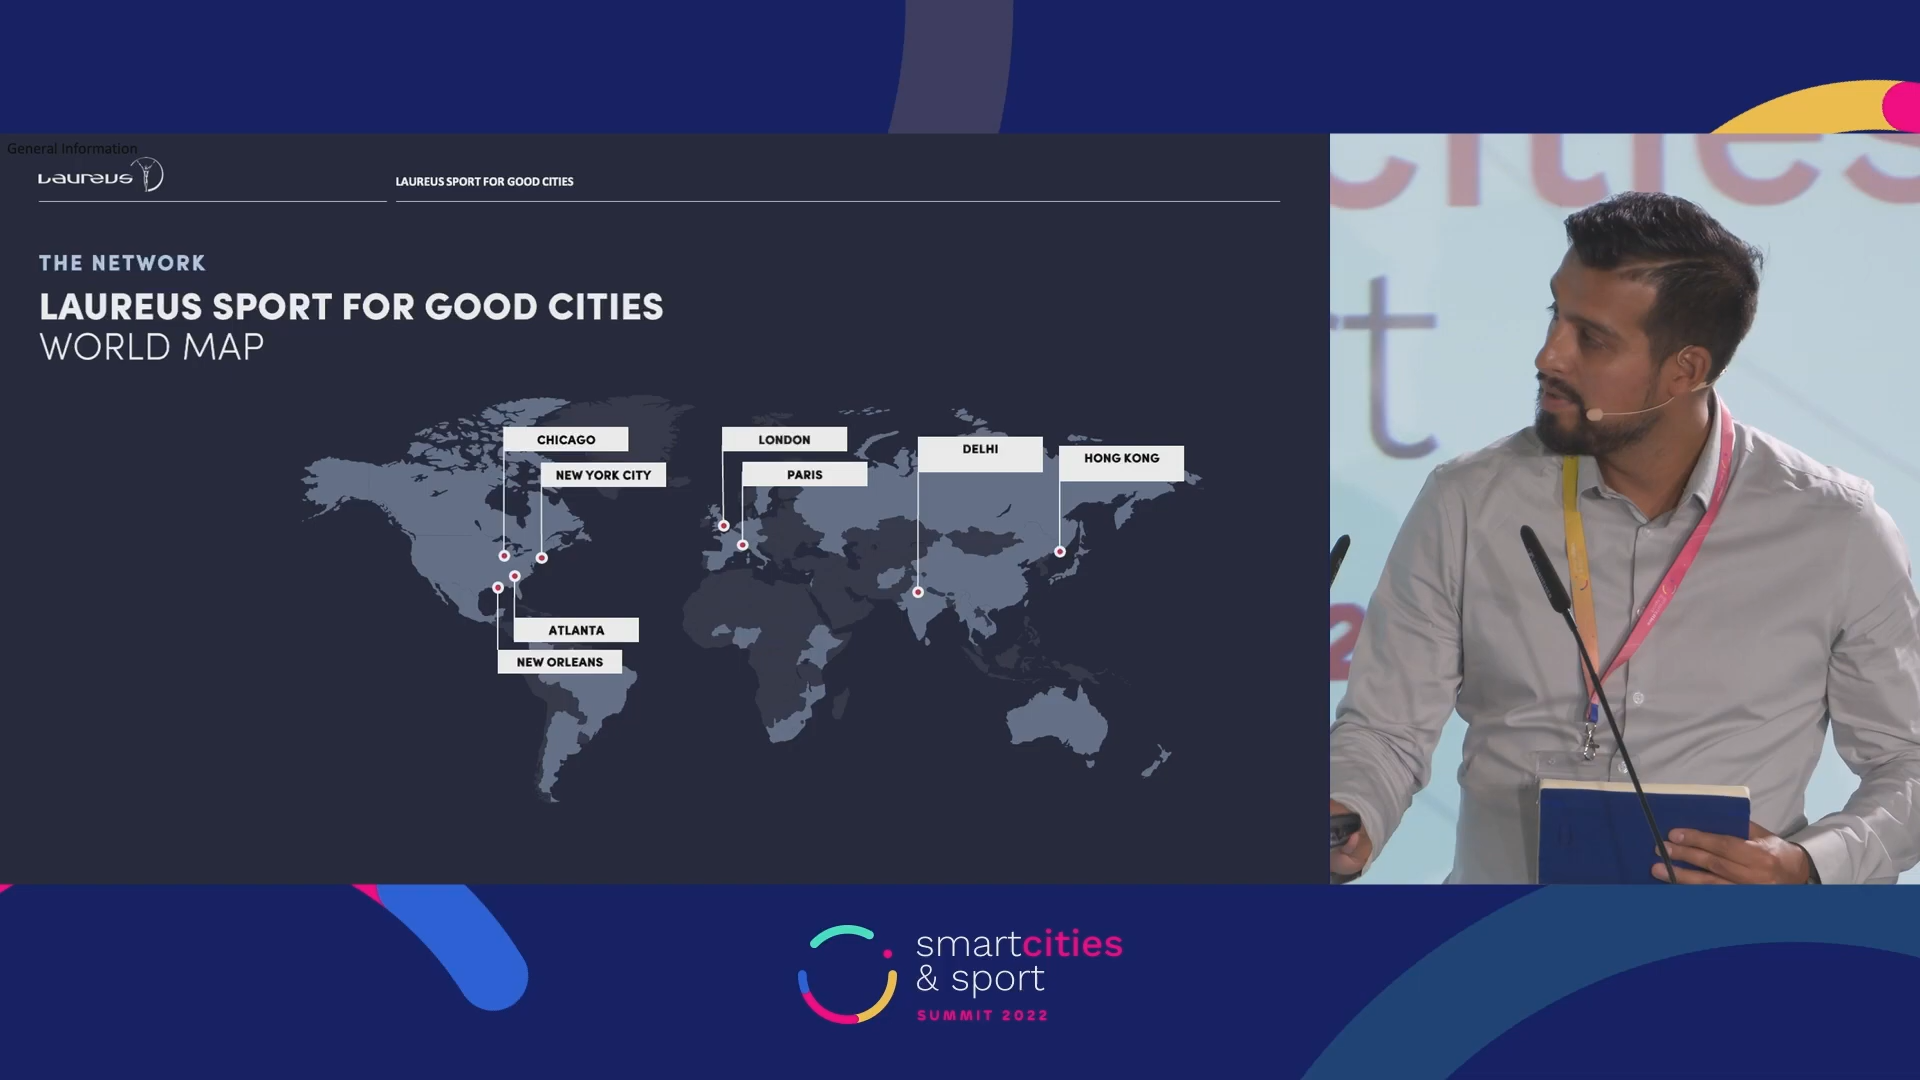 General Information
Laureus
LAUREUS SPORT FOR GOOD CITIES
THE NETWORK
LAUREUS SPORT FOR GOOD CITIES
WORLD MAP
CHICAGO
NEW YORK CITY
LONDON
PARIS
DELHI
HONG KONG
ATLANTA
NEW ORLEANS
cities
smartcities
& sport
SUMMIT 2022